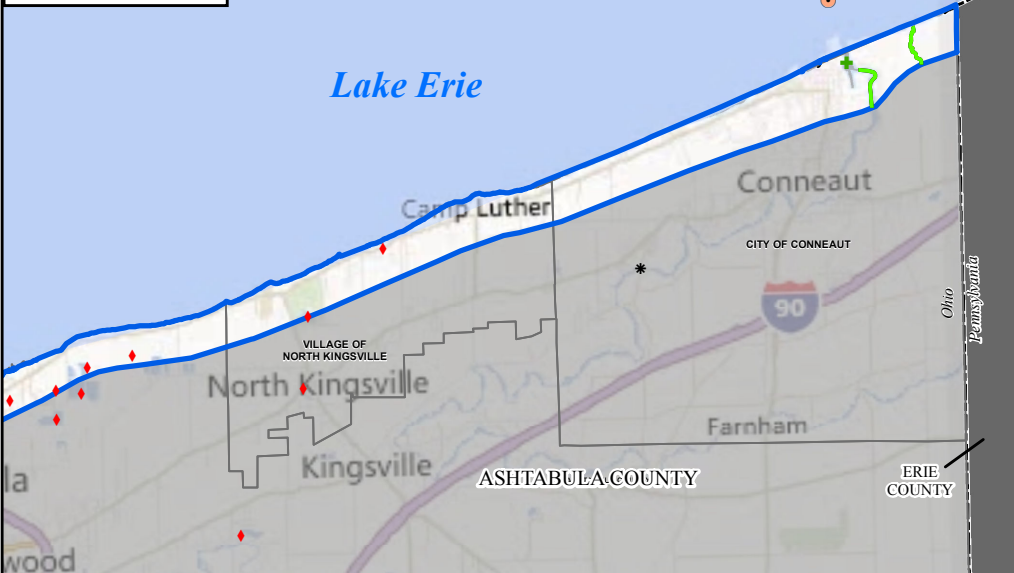 Lake Erie
Camp Luther
Conneaut
CITY OF CONNEAUT
90
Ohio
Pennsylvania
VILLAGE OF
NORTH KINGSVILLE
North Kingsville
Farnham
Kingsville
ASHTABULA COUNTY
ERIE
COUNTY
la
wood